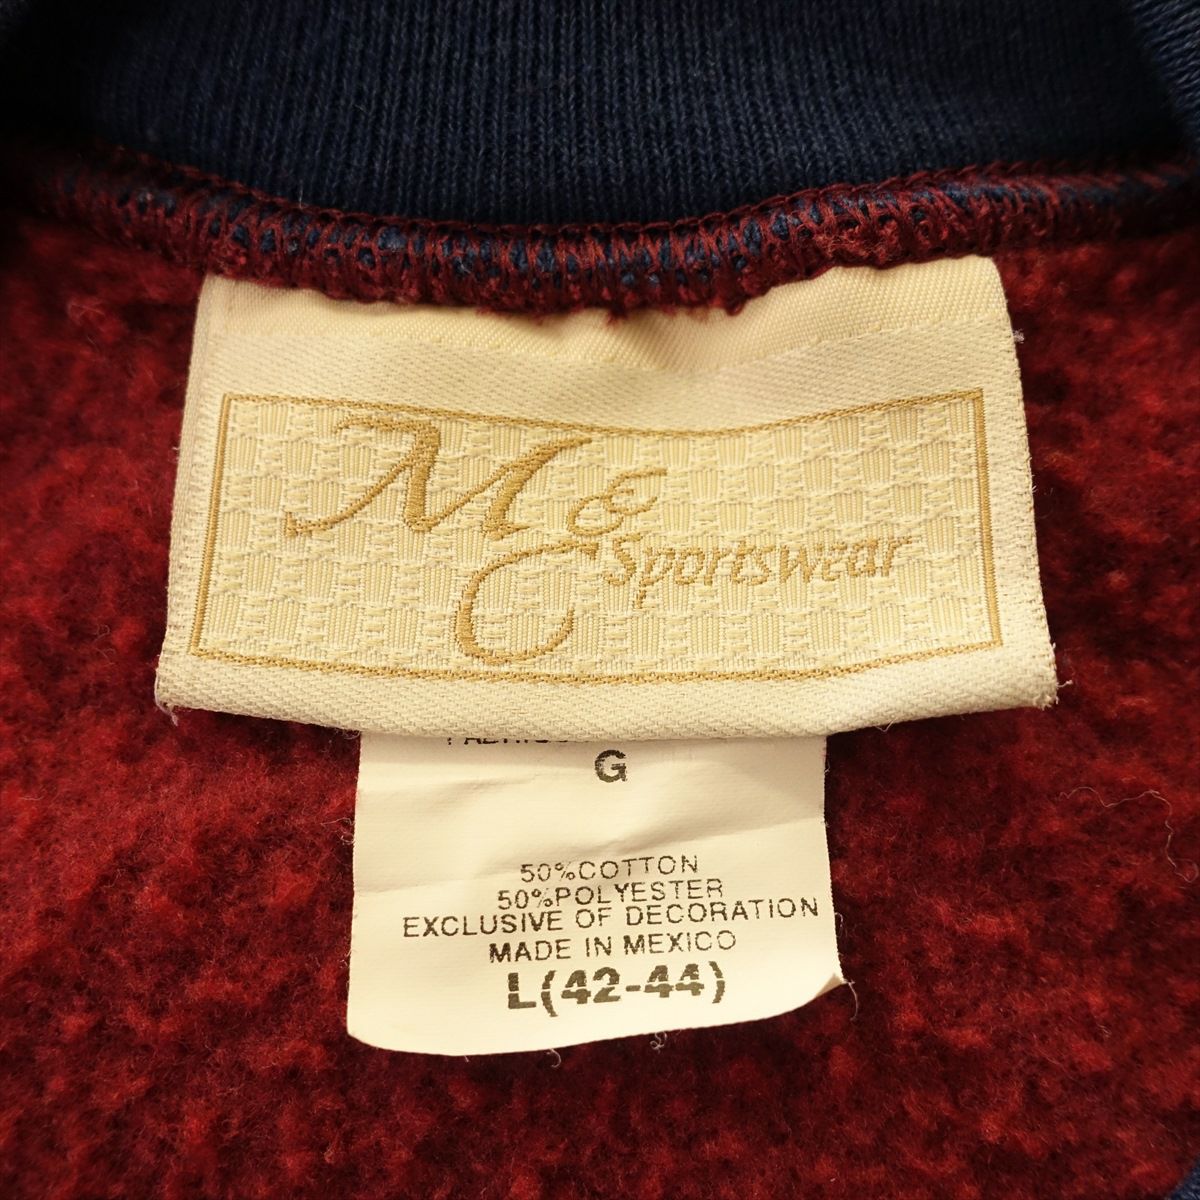 M & C
Sportswear
G
50%COTTON
50%POLYESTER
EXCLUSIVE OF DECORATION
MADE IN MEXICO
L(42-44)